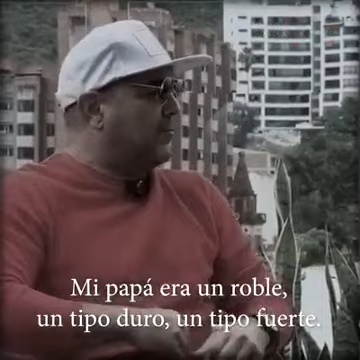 Mi papá era un roble,
un tipo duro, un tipo fuerte.